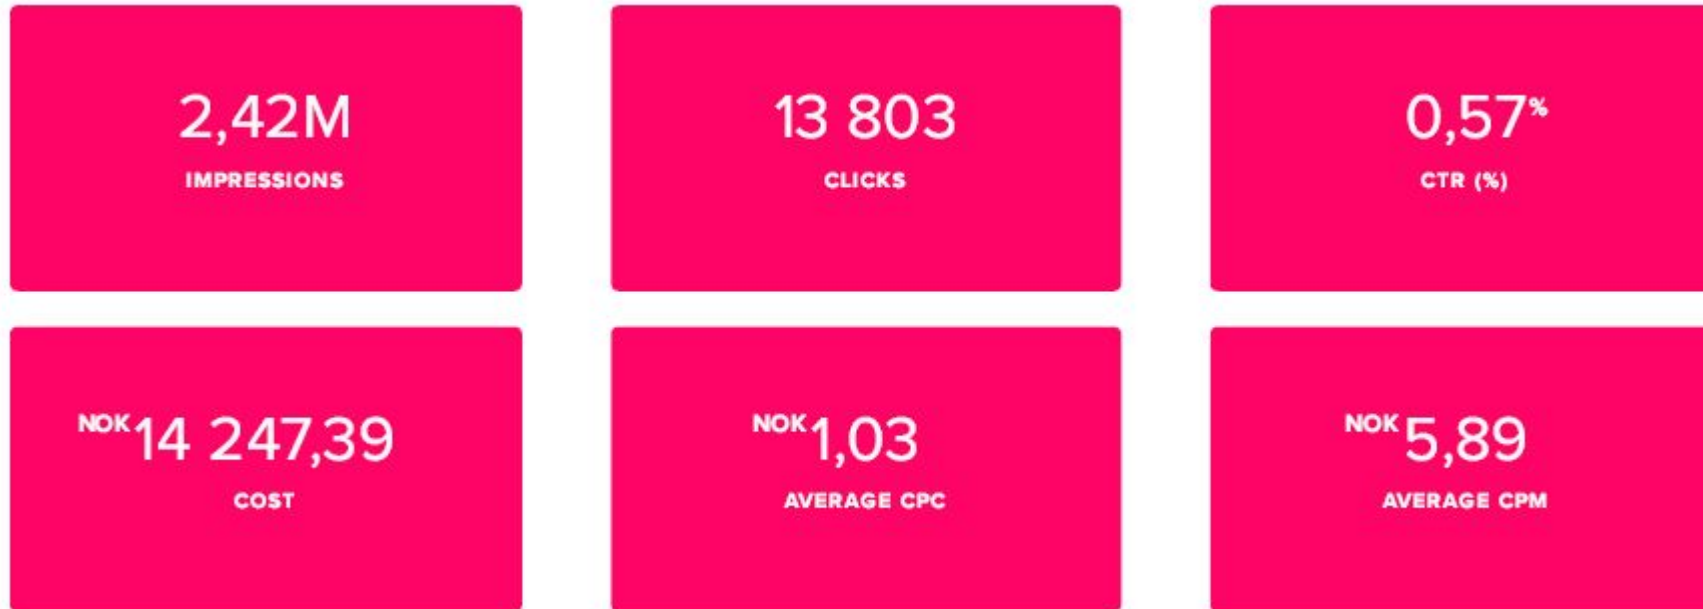 2,42M
IMPRESSIONS
13 803
CLICKS
0,57%
CTR (%)
NOK14 247,39
COST
NOK1,03
AVERAGE CPC
NOK5,89
AVERAGE CPM